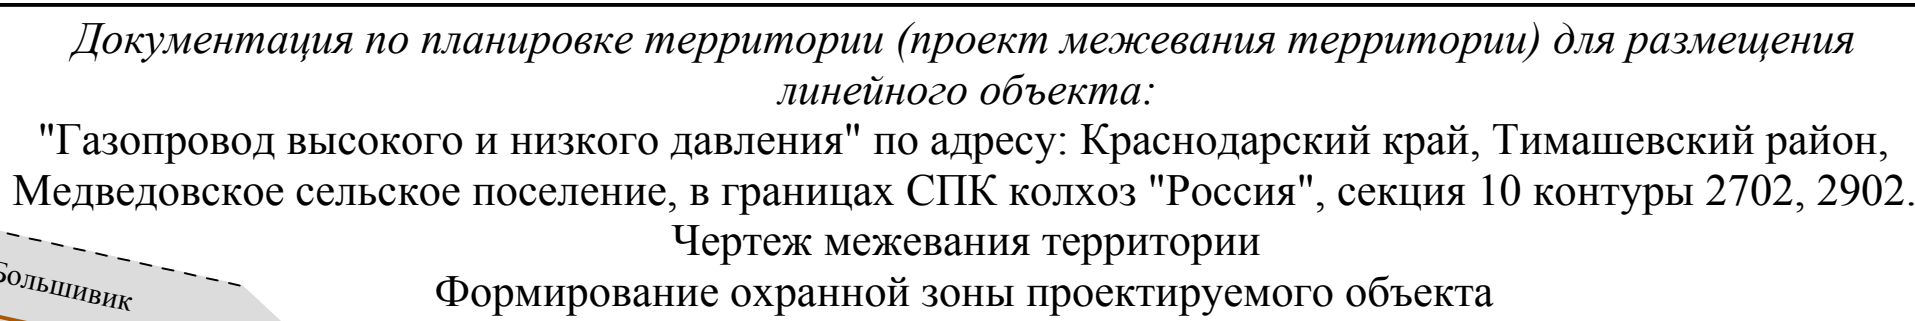 Документация по планировке территории (проект межевания территории) для размещения
линейного объекта:
"Газопровод высокого и низкого давления" по адресу: Краснодарский край, Тимашевский район,
Медведовское сельское поселение, в границах СПК колхоз "Россия", секция 10 контуры 2702, 2902.
Чертеж межевания территории
Формирование охранной зоны проектируемого объекта
Большивик